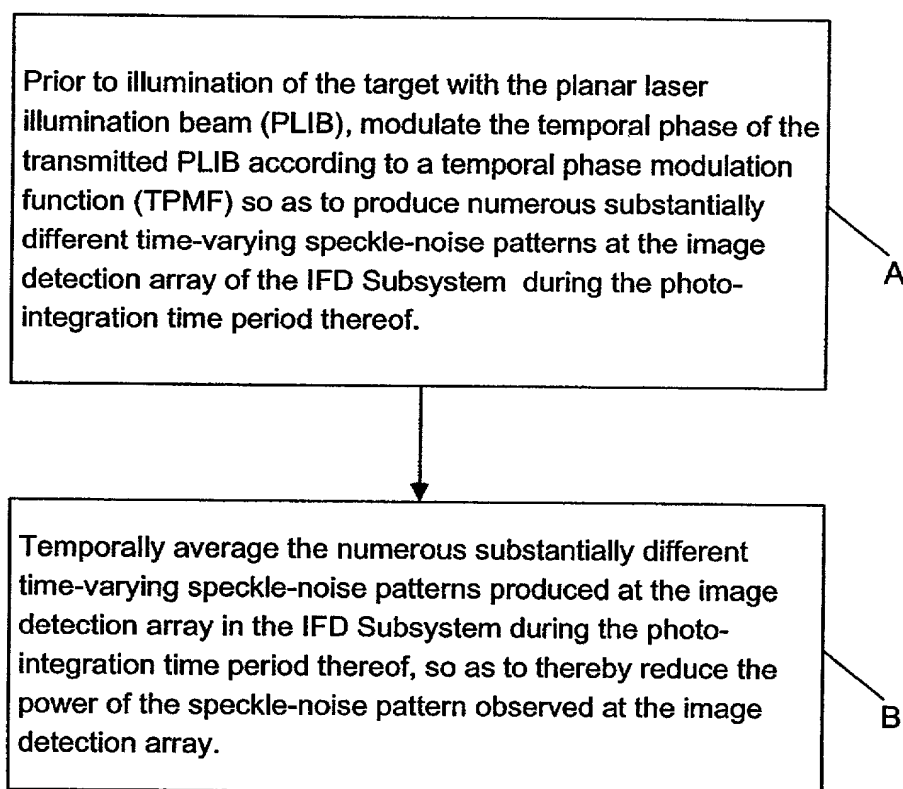 Prior to illumination of the target with the planar laser
illumination beam (PLIB), modulate the temporal phase of the
transmitted PLIB according to a temporal phase modulation
function (TPMF) so as to produce numerous substantially
different time-varying speckle-noise patterns at the image
detection array of the IFD Subsystem during the photo-
integration time period thereof.
A
Temporally average the numerous substantially different
time-varying speckle-noise patterns produced at the image
detection array in the IFD Subsystem during the photo-
integration time period thereof, so as to thereby reduce the
power of the speckle-noise pattern observed at the image
detection array.
B